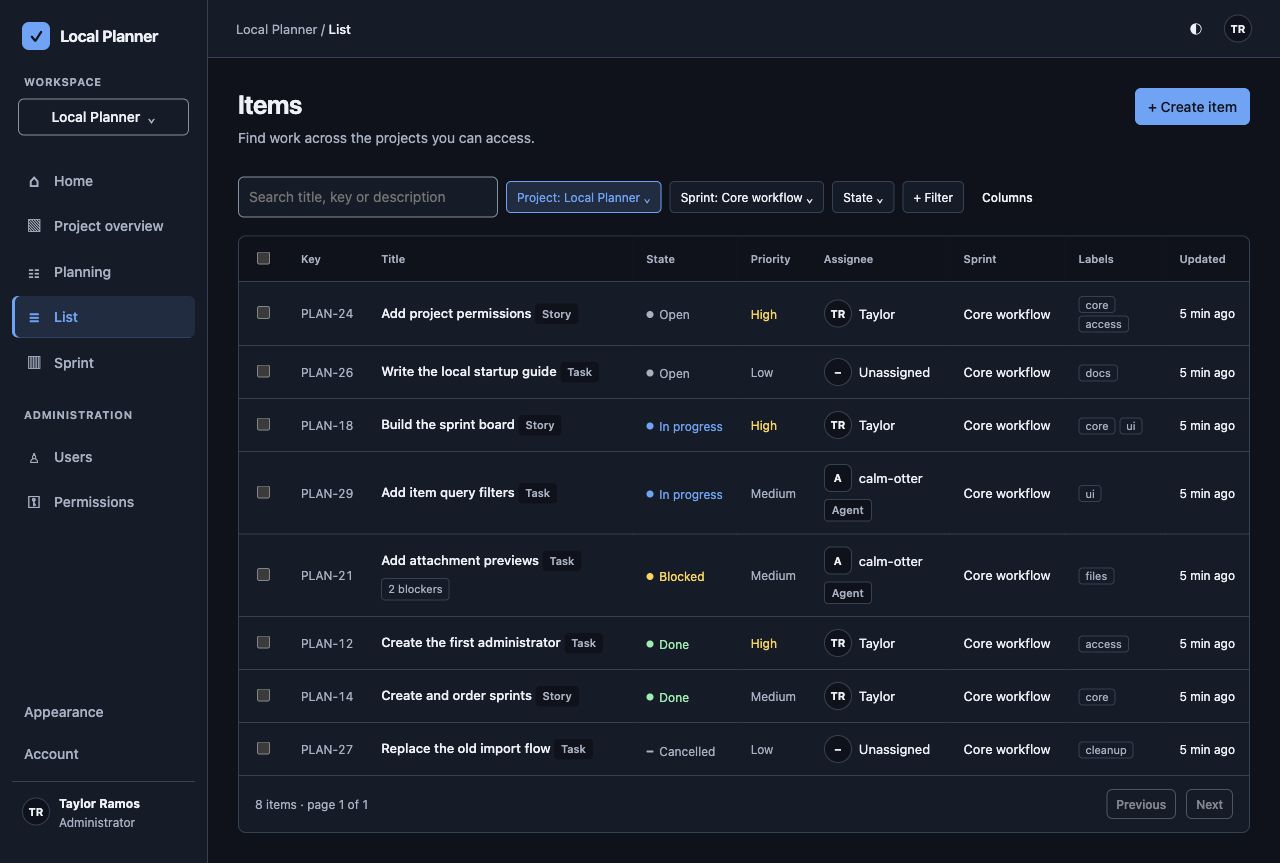 Local Planner
WORKSPACE
Local Planner
Home
Project overview
Planning
List
Sprint
ADMINISTRATION
Users
Permissions
Appearance
Account
TR
Taylor Ramos
Administrator
Local Planner / List
TR
Items
Find work across the projects you can access.
+ Create item
Search title, key or description
Project: Local Planner
Sprint: Core workflow
State
+ Filter
Columns
Key Title State Priority Assignee Sprint Labels Updated
PLAN-24 Add project permissions Story Open High TR Taylor Core workflow core access 5 min ago
PLAN-26 Write the local startup guide Task Open Low – Unassigned Core workflow docs 5 min ago
PLAN-18 Build the sprint board Story In progress High TR Taylor Core workflow core ui 5 min ago
PLAN-29 Add item query filters Task In progress Medium A calm-otter Agent Core workflow ui 5 min ago
PLAN-21 Add attachment previews Task 2 blockers Blocked Medium A calm-otter Agent Core workflow files 5 min ago
PLAN-12 Create the first administrator Task Done High TR Taylor Core workflow access 5 min ago
PLAN-14 Create and order sprints Story Done Medium TR Taylor Core workflow core 5 min ago
PLAN-27 Replace the old import flow Task Cancelled Low – Unassigned Core workflow cleanup 5 min ago
8 items · page 1 of 1
Previous
Next